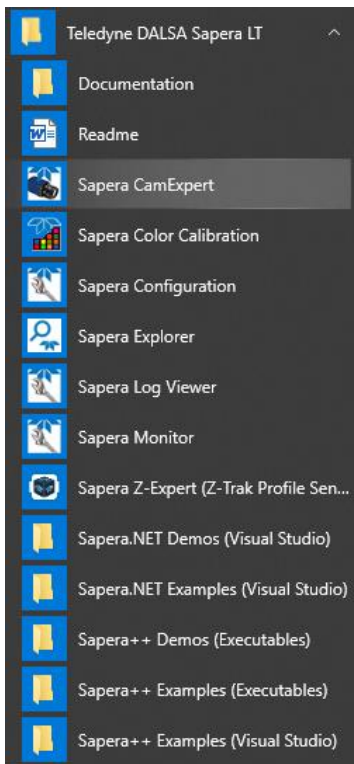 Teledyne DALSA Sapera LT
Documentation
Readme
Sapera CamExpert
Sapera Color Calibration
Sapera Configuration
Sapera Explorer
Sapera Log Viewer
Sapera Monitor
Sapera Z-Expert (Z-Trak Profile Sen...
Sapera.NET Demos (Visual Studio)
Sapera.NET Examples (Visual Studio)
Sapera++ Demos (Executables)
Sapera++ Examples (Executables)
Sapera++ Examples (Visual Studio)